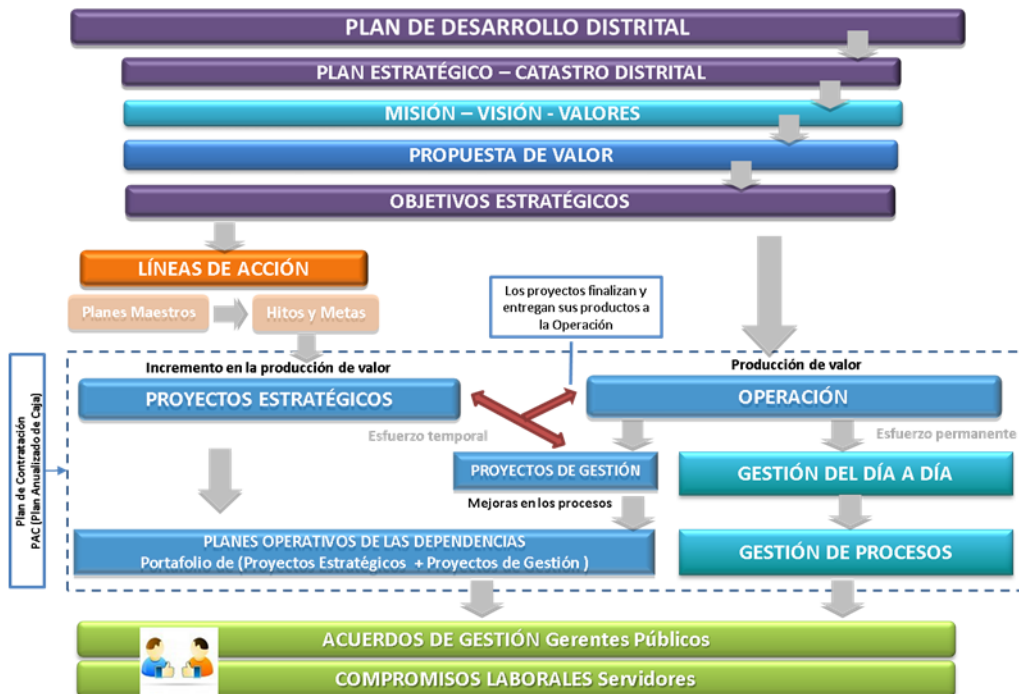 PLAN DE DESARROLLO DISTRITAL
PLAN ESTRATÉGICO – CATASTRO DISTRITAL
MISIÓN – VISIÓN - VALORES
PROPUESTA DE VALOR
OBJETIVOS ESTRATÉGICOS
LÍNEAS DE ACCIÓN
Planes Maestros
Hitos y Metas
Los proyectos finalizan y
entregan sus productos a
la Operación
Plan de Contratación
PAC (Plan Anualizado de Caja)
Incremento en la producción de valor
PROYECTOS ESTRATÉGICOS
Producción de valor
OPERACIÓN
Esfuerzo temporal
Esfuerzo permanente
PROYECTOS DE GESTIÓN
Mejoras en los procesos
GESTIÓN DEL DÍA A DÍA
PLANES OPERATIVOS DE LAS DEPENDENCIAS
Portafolio de (Proyectos Estratégicos + Proyectos de Gestión )
GESTIÓN DE PROCESOS
ACUERDOS DE GESTIÓN Gerentes Públicos
COMPROMISOS LABORALES Servidores